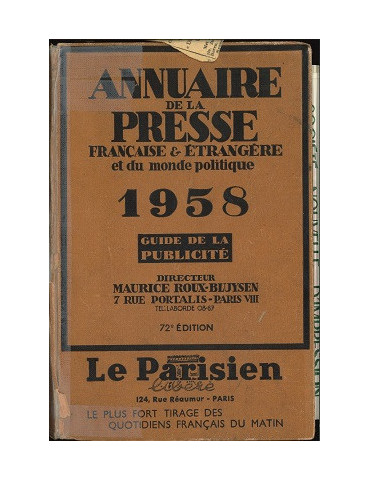 ANNUAIRE
DE LA
PRESSE
FRANÇAISE & ÉTRANGÈRE
et du monde politique
1958
GUIDE DE LA
PUBLICITÉ
DIRECTEUR
MAURICE ROUX-BLUYSEN
7 RUE PORTALIS - PARIS VIII
TEL: LABORDE 08-67
72e ÉDITION
Le Parisien
libéré
124, Rue Réaumur - PARIS
LE PLUS FORT TIRAGE DES
QUOTIDIENS FRANÇAIS DU MATIN